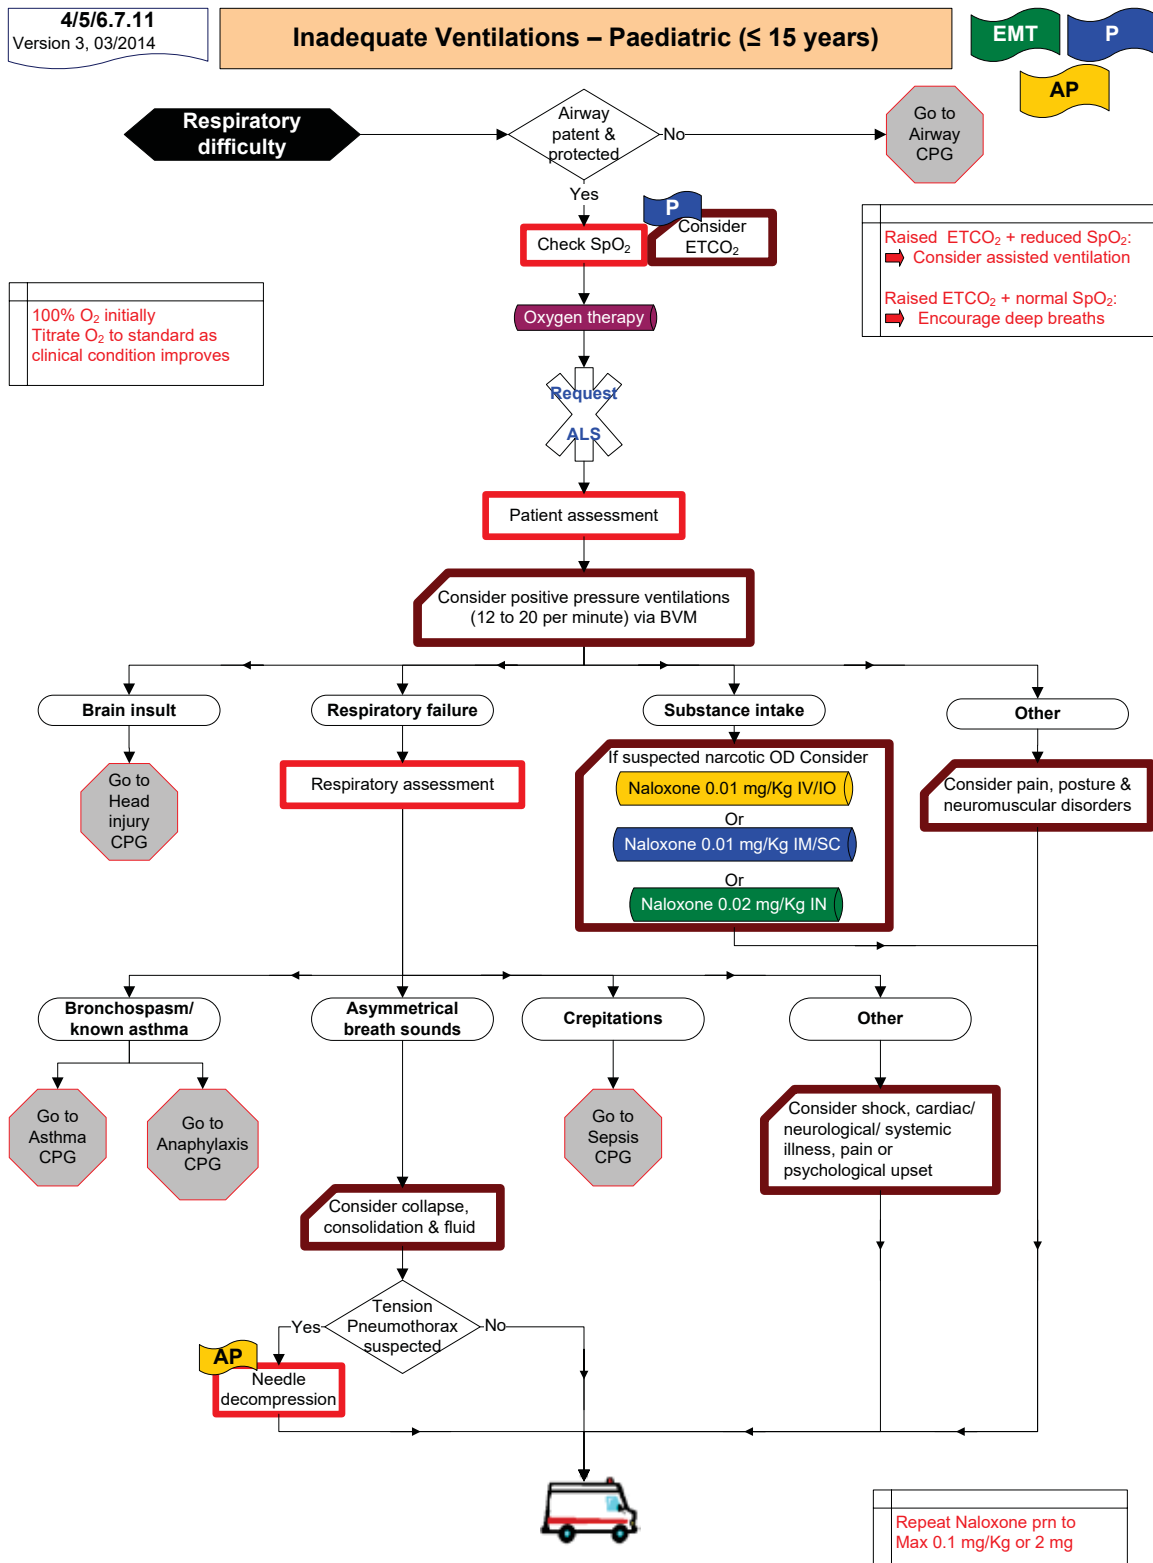 4/5/6.7.11
Version 3, 03/2014
Inadequate Ventilations – Paediatric (≤ 15 years)
EMT
P
AP
Respiratory
difficulty
Airway
patent &
protected
No
Go to
Airway
CPG
Yes
P
Check SpO₂
Consider
ETCO₂
Raised ETCO₂ + reduced SpO₂:
Consider assisted ventilation
Raised ETCO₂ + normal SpO₂:
Encourage deep breaths
100% O₂ initially
Titrate O₂ to standard as
clinical condition improves
Oxygen therapy
Request
ALS
Patient assessment
Consider positive pressure ventilations
(12 to 20 per minute) via BVM
Brain insult
Respiratory failure
Substance intake
Other
Go to
Head
injury
CPG
Respiratory assessment
If suspected narcotic OD Consider
Naloxone 0.01 mg/Kg IV/IO
Or
Naloxone 0.01 mg/Kg IM/SC
Or
Naloxone 0.02 mg/Kg IN
Consider pain, posture &
neuromuscular disorders
Bronchospasm/
known asthma
Asymmetrical
breath sounds
Crepitations
Other
Go to
Asthma
CPG
Go to
Anaphylaxis
CPG
Go to
Sepsis
CPG
Consider shock, cardiac/
neurological/ systemic
illness, pain or
psychological upset
Consider collapse,
consolidation & fluid
Tension
Pneumothorax
suspected
Yes
No
AP
Needle
decompression
Repeat Naloxone prn to
Max 0.1 mg/Kg or 2 mg